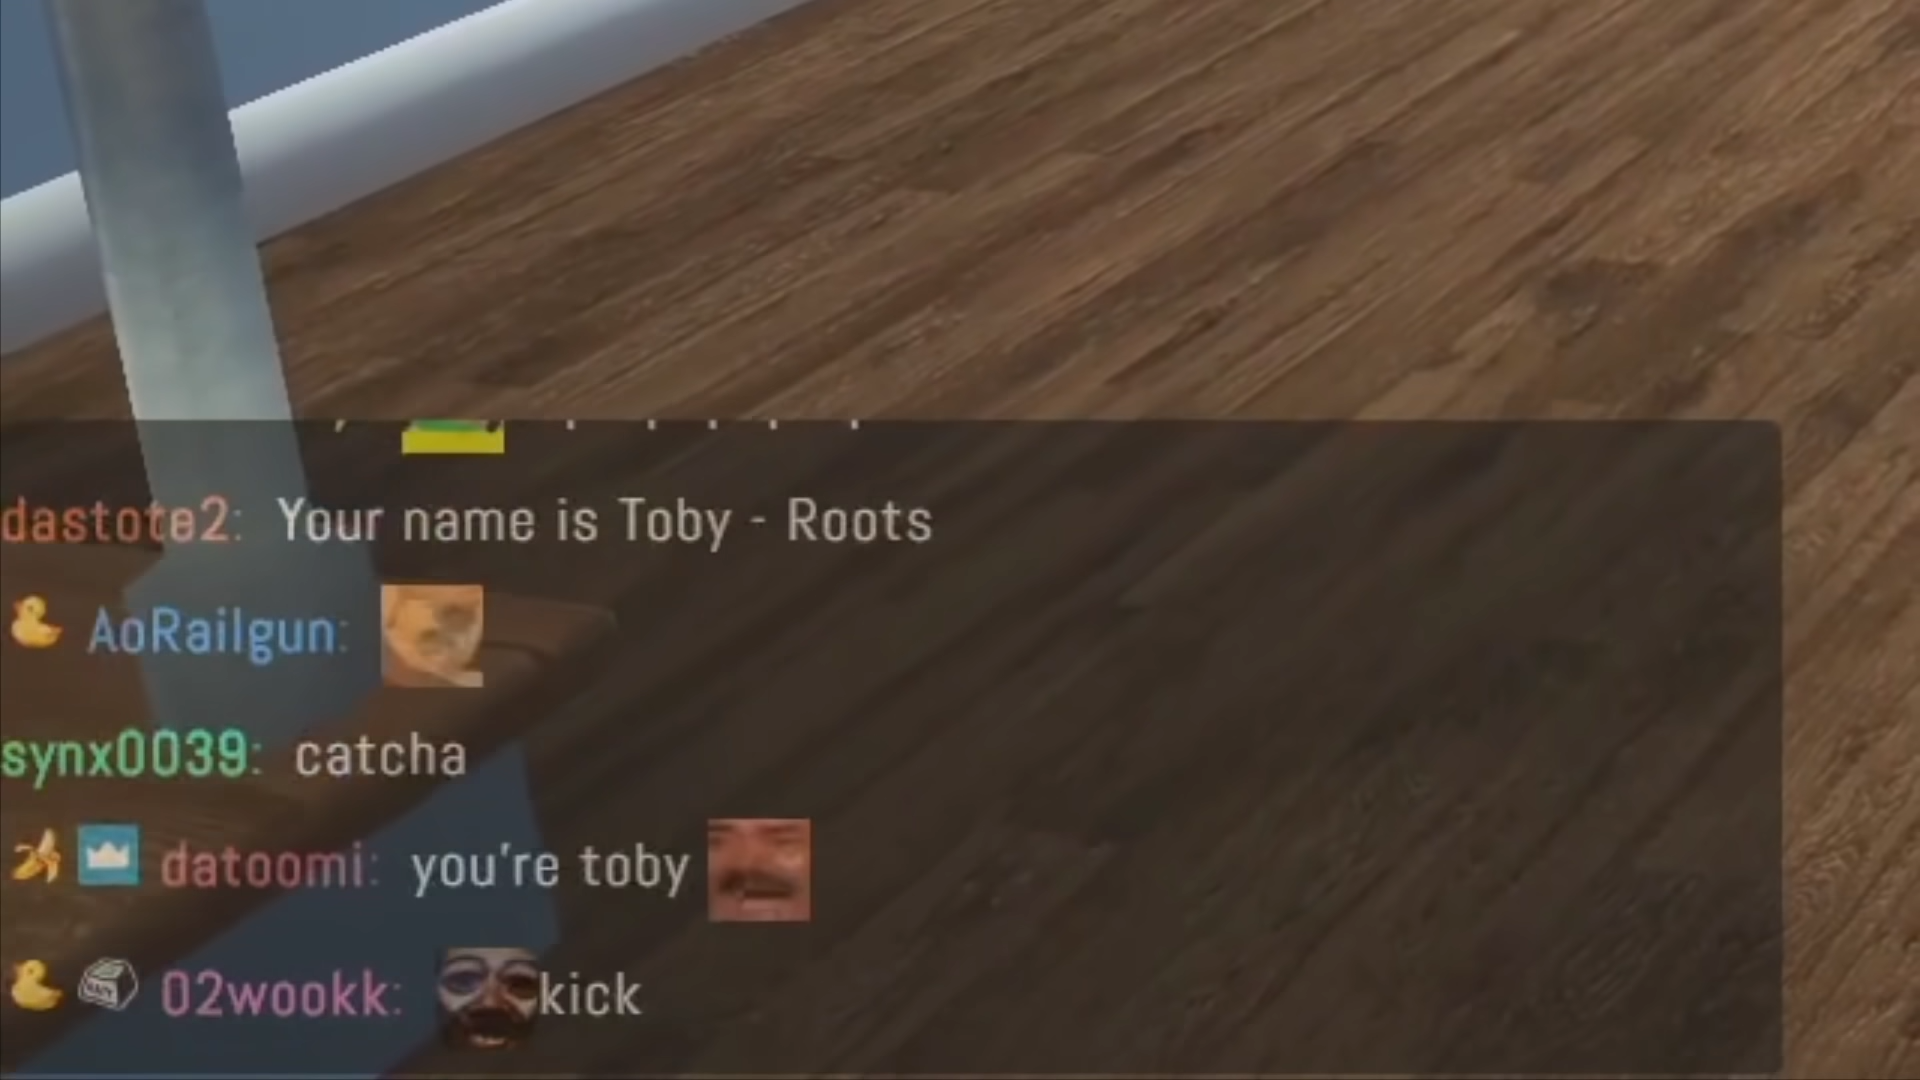 dastote2: Your name is Toby - Roots
AoRailgun:
synx0039: catcha
datoomi: you're toby
02wookk: kick